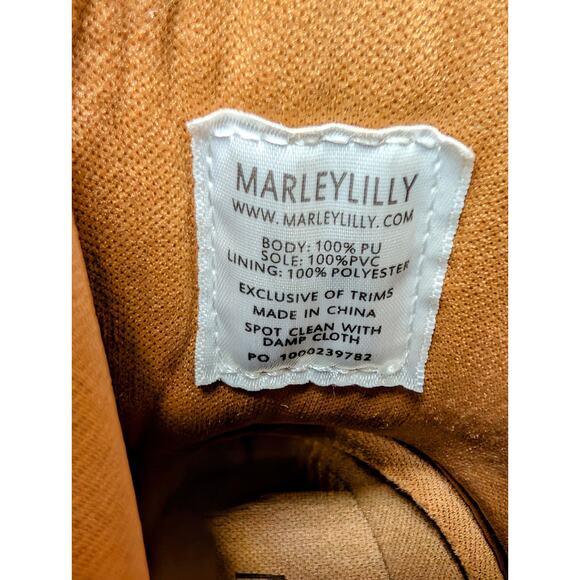 MARLEYLILLY
WWW. MARLEYLILLY. COM
BODY: 100% PU
SOLE: 100%PVC
LINING: 100% POLYESTER
EXCLUSIVE OF TRIMS
MADE IN CHINA
SPOT CLEAN WITH
DAMP CLOTH
PO 1000239782